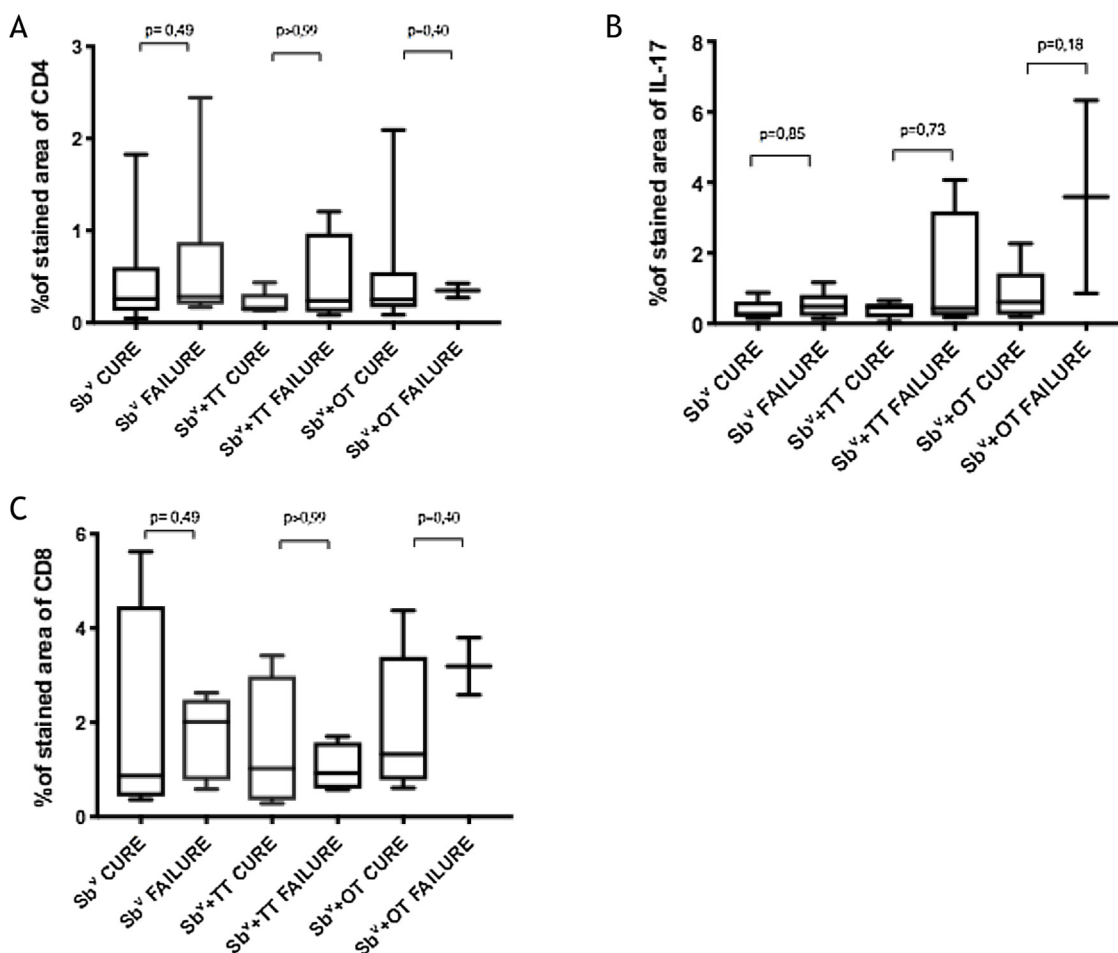 A
p= 0,49
p>0,99
p=0,40
%of stained area of CD4
3
2
1
0
Sbᵛ CURE
Sbᵛ FAILURE
Sbᵛ+TT CURE
Sbᵛ+TT FAILURE
Sbᵛ+OT CURE
Sbᵛ+OT FAILURE
B
p=0,85
p=0,73
p=0,18
%of stained area of IL-17
8
6
4
2
0
Sbᵛ CURE
Sbᵛ FAILURE
Sbᵛ+TT CURE
Sbᵛ+TT FAILURE
Sbᵛ+OT CURE
Sbᵛ+OT FAILURE
C
p= 0,49
p>0,99
p=0,40
%of stained area of CD8
6
4
2
0
Sbᵛ CURE
Sbᵛ FAILURE
Sbᵛ+TT CURE
Sbᵛ+TT FAILURE
Sbᵛ+OT CURE
Sbᵛ+OT FAILURE